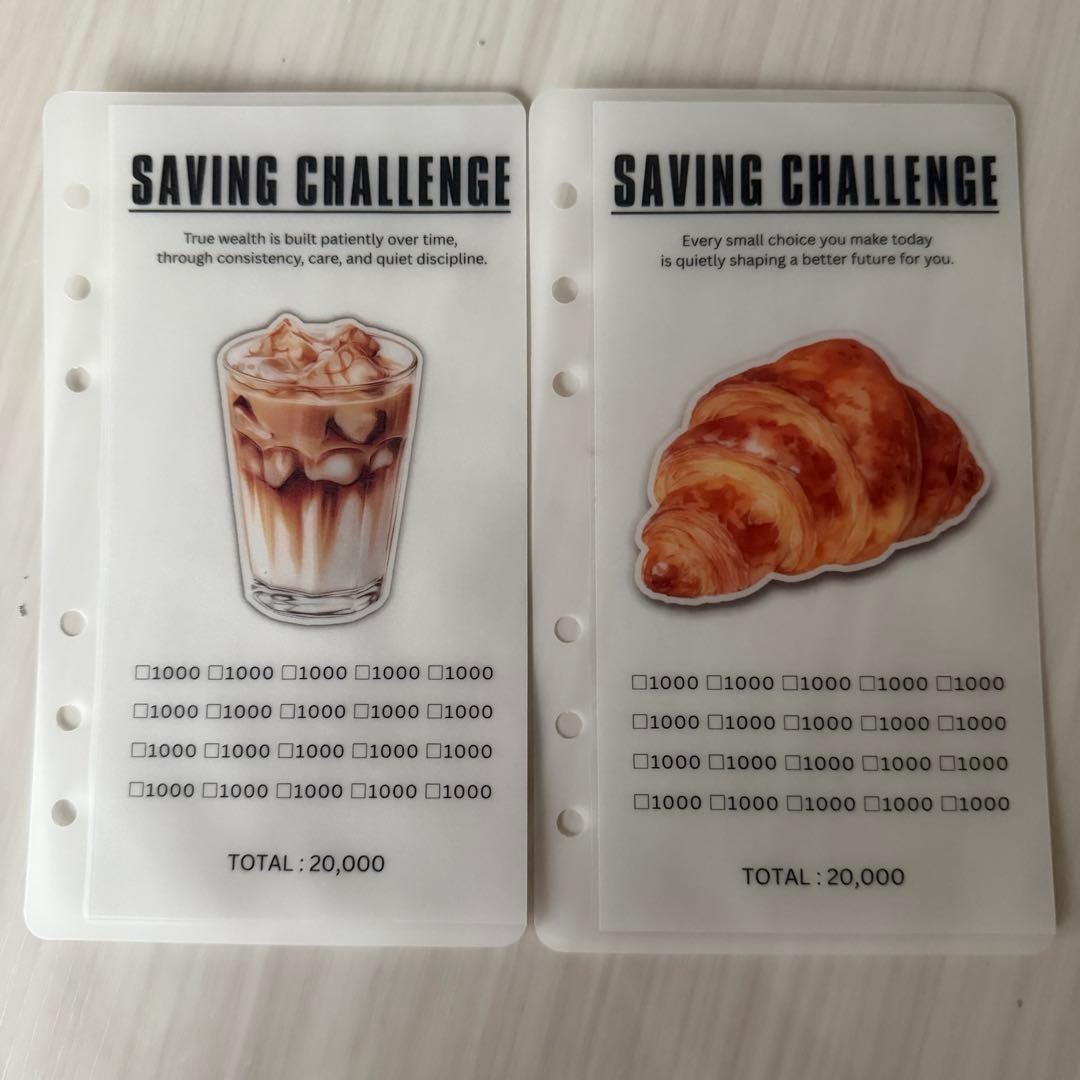 SAVING CHALLENGE
True wealth is built patiently over time,
through consistency, care, and quiet discipline.
☐1000 ☐1000 ☐1000 ☐1000 ☐1000
☐1000 ☐1000 ☐1000 ☐1000 ☐1000
☐1000 ☐1000 ☐1000 ☐1000 ☐1000
☐1000 ☐1000 ☐1000 ☐1000 ☐1000
TOTAL : 20,000
SAVING CHALLENGE
Every small choice you make today
is quietly shaping a better future for you.
☐1000 ☐1000 ☐1000 ☐1000 ☐1000
☐1000 ☐1000 ☐1000 ☐1000 ☐1000
☐1000 ☐1000 ☐1000 ☐1000 ☐1000
☐1000 ☐1000 ☐1000 ☐1000 ☐1000
TOTAL : 20,000